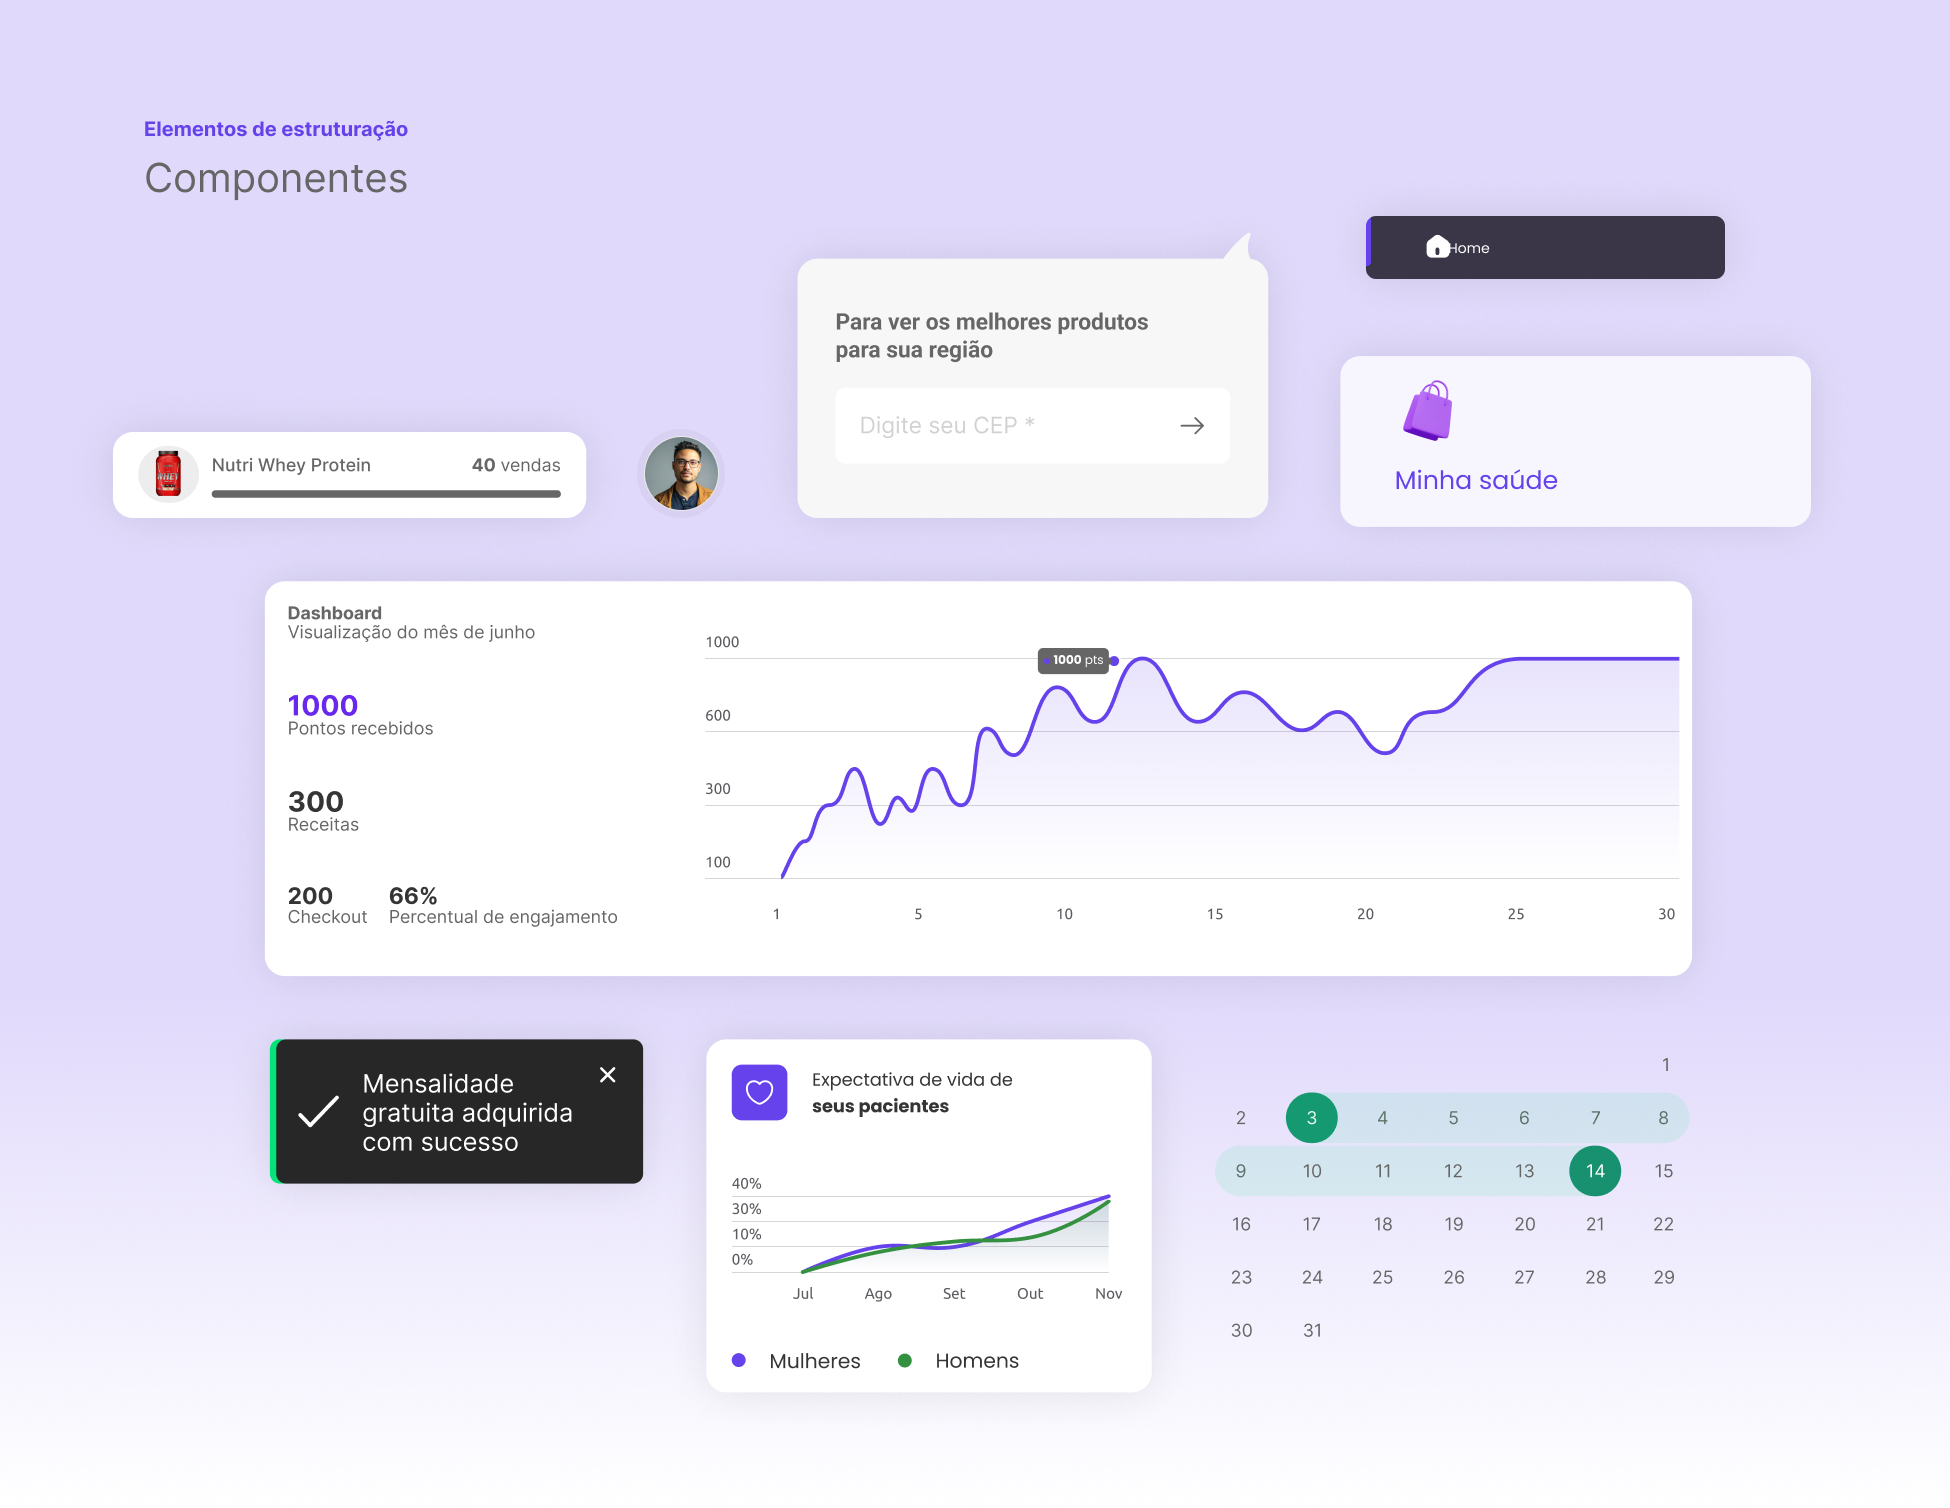 Elementos de estruturação
Componentes
Home
Para ver os melhores produtos
para sua região
Digite seu CEP *
Minha saúde
WHEY
Nutri Whey Protein
40 vendas
Dashboard
Visualização do mês de junho
1000
Pontos recebidos
300
Receitas
200
Checkout
66%
Percentual de engajamento
1000
1000 pts
600
300
100
1 5 10 15 20 25 30
Mensalidade
gratuita adquirida
com sucesso
Expectativa de vida de
seus pacientes
40%
30%
10%
0%
Jul Ago Set Out Nov
Mulheres Homens
1
2 3 4 5 6 7 8
9 10 11 12 13 14 15
16 17 18 19 20 21 22
23 24 25 26 27 28 29
30 31